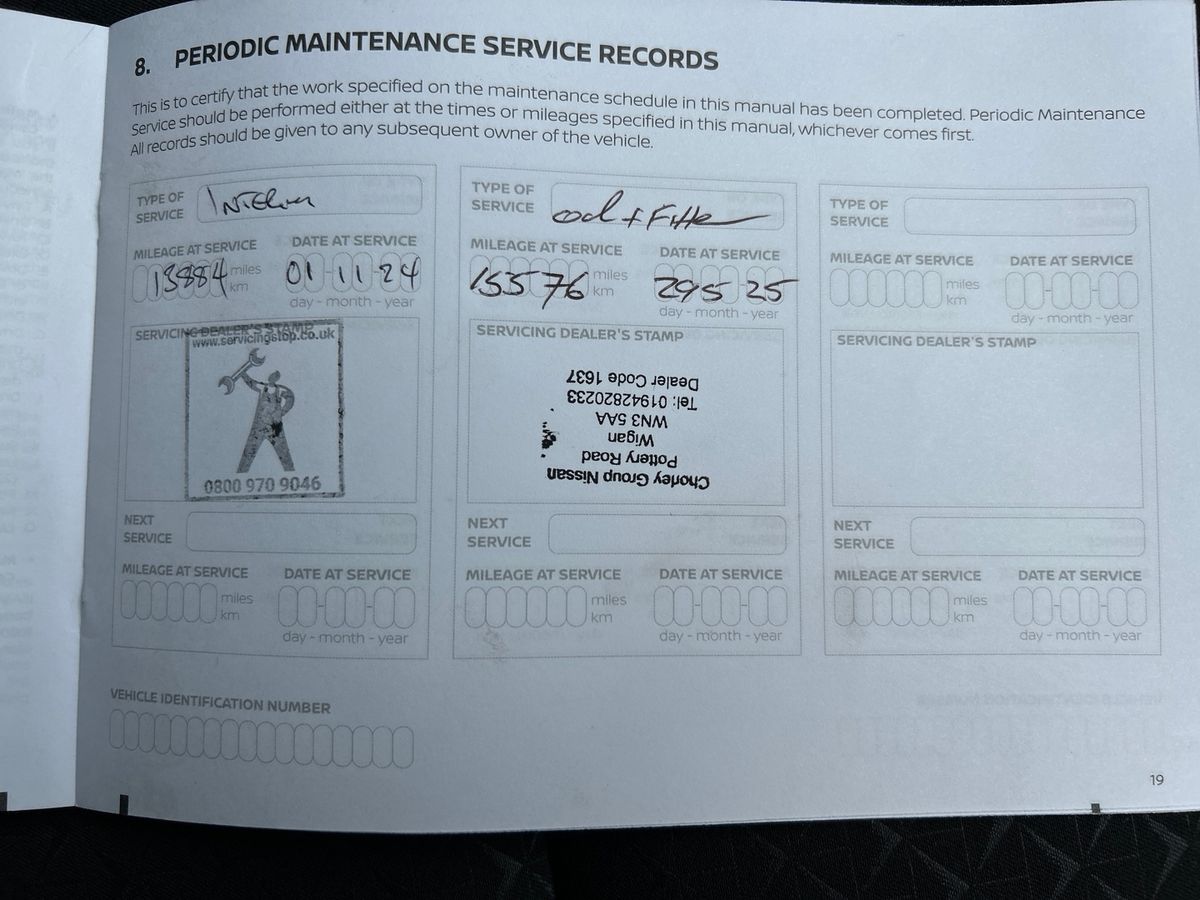 8. PERIODIC MAINTENANCE SERVICE RECORDS
This is to certify that the work specified on the maintenance schedule in this manual has been completed. Periodic Maintenance
Service should be performed either at the times or mileages specified in this manual, whichever comes first.
All records should be given to any subsequent owner of the vehicle.
TYPE OF
SERVICE
MILEAGE AT SERVICE DATE AT SERVICE
13884 miles 01 11 24
km
day - month - year
SERVICING DEALER'S STAMP
www.servicingstop.co.uk
0800 970 9046
NEXT
SERVICE
MILEAGE AT SERVICE DATE AT SERVICE
miles
km
day - month - year
TYPE OF
SERVICE
MILEAGE AT SERVICE DATE AT SERVICE
15576 miles 295 25
km
day - month - year
SERVICING DEALER'S STAMP
Chorley Group Nissan
Pottery Road
Wigan
WN3 5AA
Tel: 01942820233
Dealer Code 1637
NEXT
SERVICE
MILEAGE AT SERVICE DATE AT SERVICE
miles
km
day - month - year
TYPE OF
SERVICE
MILEAGE AT SERVICE DATE AT SERVICE
miles
km
day - month - year
SERVICING DEALER'S STAMP
NEXT
SERVICE
MILEAGE AT SERVICE DATE AT SERVICE
miles
km
day - month - year
VEHICLE IDENTIFICATION NUMBER
19